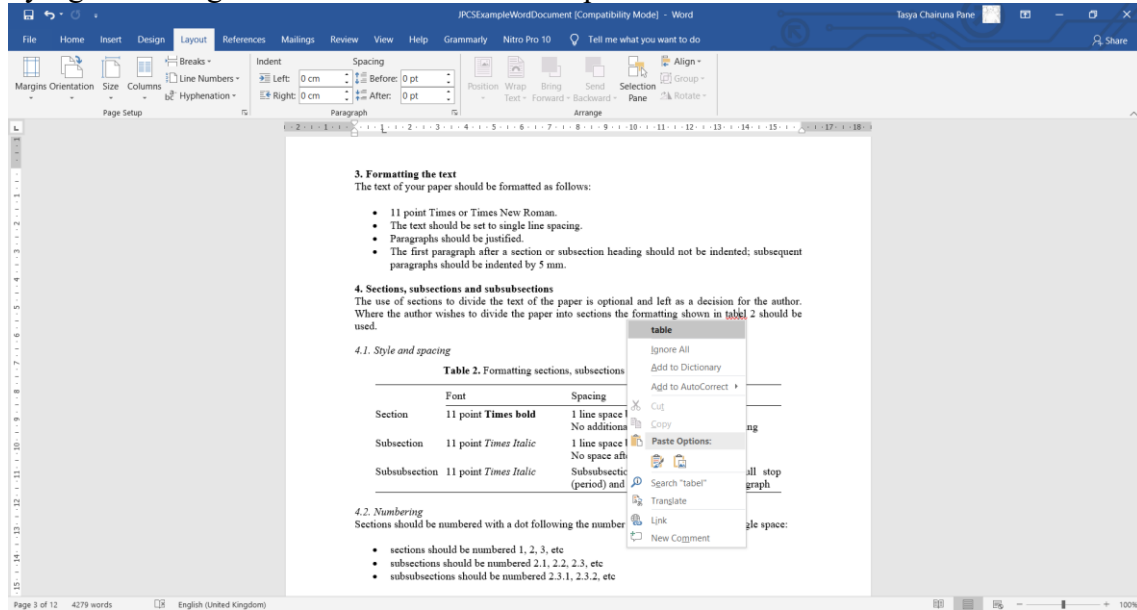 JPCSExampleWordDocument [Compatibility Mode] - Word
Tasya Chairuna Pane
File Home Insert Design Layout References Mailings Review View Help Grammarly Nitro Pro 10 Tell me what you want to do
Share
Margins Orientation Size Columns
Breaks
Line Numbers
Hyphenation
Page Setup
Indent
Left: 0 cm
Right: 0 cm
Spacing
Before: 0 pt
After: 0 pt
Paragraph
Position Wrap Text Bring Forward Send Backward Selection Pane
Align
Group
Rotate
Arrange
3. Formatting the text
The text of your paper should be formatted as follows:
• 11 point Times or Times New Roman.
• The text should be set to single line spacing.
• Paragraphs should be justified.
• The first paragraph after a section or subsection heading should not be indented; subsequent
paragraphs should be indented by 5 mm.
4. Sections, subsections and subsubsections
The use of sections to divide the text of the paper is optional and left as a decision for the author.
Where the author wishes to divide the paper into sections the formatting shown in tabel 2 should be
used.
4.1. Style and spacing
Table 2. Formatting sections, subsections
Font Spacing
Section 11 point Times bold 1 line space
No additiona ng
Subsection 11 point Times Italic 1 line space
No space aft
Subsubsection 11 point Times Italic Subsubsectio ull stop
(period) and graph
4.2. Numbering
Sections should be numbered with a dot following the number gle space:
• sections should be numbered 1, 2, 3, etc
• subsections should be numbered 2.1, 2.2, 2.3, etc
• subsubsections should be numbered 2.3.1, 2.3.2, etc
table
Ignore All
Add to Dictionary
Add to AutoCorrect
Cut
Copy
Paste Options:
Search "tabel"
Translate
Link
New Comment
Page 3 of 12 4279 words English (United Kingdom)
100%